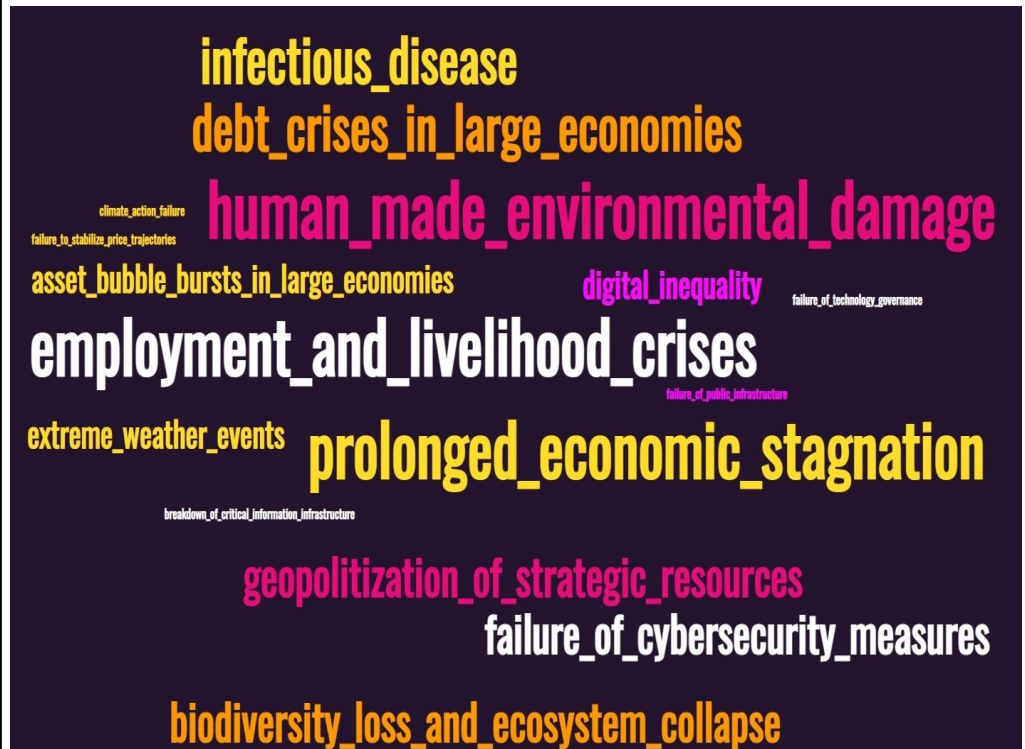 infectious_disease
debt_crises_in_large_economies
climate_action_failure
human_made_environmental_damage
failure_to_stabilize_price_trajectories
asset_bubble_bursts_in_large_economies
digital_inequality
failure_of_technology_governance
employment_and_livelihood_crises
failure_of_public_infrastructure
extreme_weather_events
prolonged_economic_stagnation
breakdown_of_critical_information_infrastructure
geopolitization_of_strategic_resources
failure_of_cybersecurity_measures
biodiversity_loss_and_ecosystem_collapse